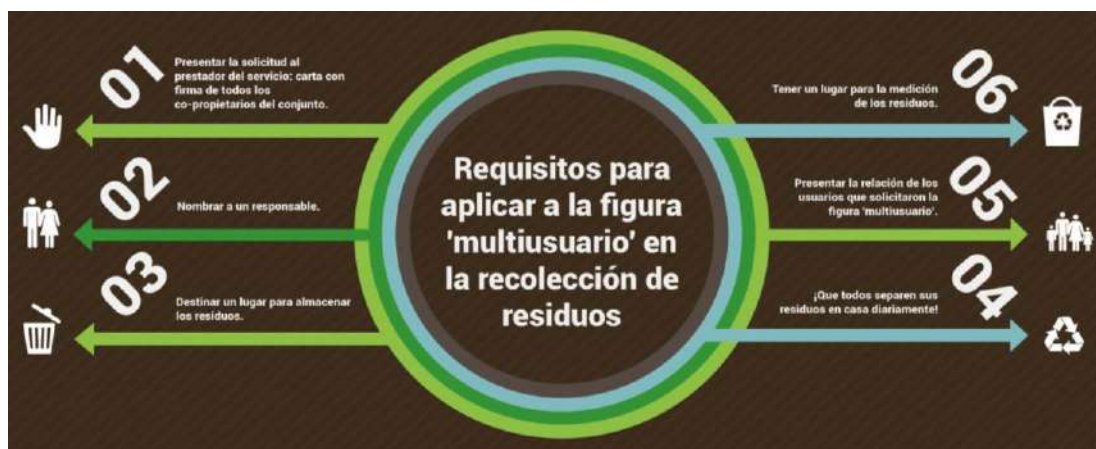 01
Presentar la solicitud al
prestador del servicio: carta con
firma de todos los
co-propietarios del conjunto.
02
Nombrar a un responsable.
03
Destinar un lugar para almacenar
los residuos.
Requisitos para
aplicar a la figura
'multiusuario' en
la recolección de
residuos
04
¡Que todos separen sus
residuos en casa diariamente!
05
Presentar la relación de los
usuarios que solicitaron la
figura 'multiusuario'.
06
Tener un lugar para la medición
de los residuos.